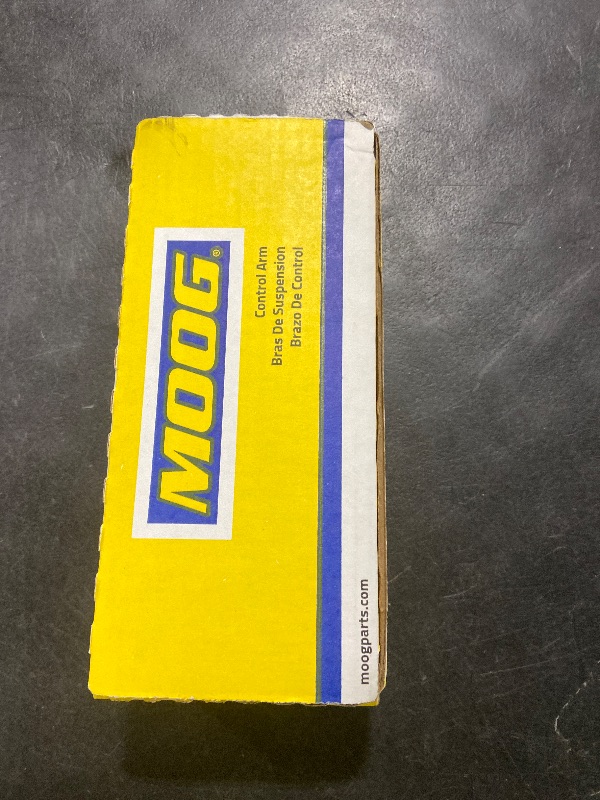 MOOG®
Control Arm
Bras De Suspension
Brazo De Control
moogparts.com